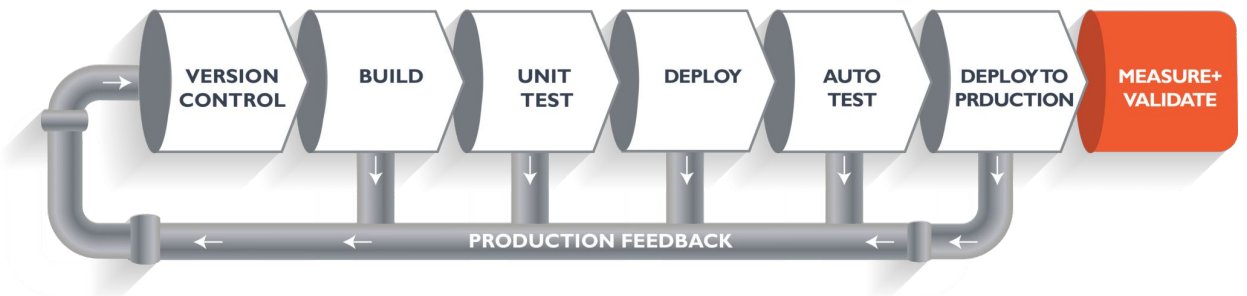 VERSION
CONTROL
BUILD
UNIT
TEST
DEPLOY
AUTO
TEST
DEPLOY TO
PRDUCTION
MEASURE+
VALIDATE
PRODUCTION FEEDBACK